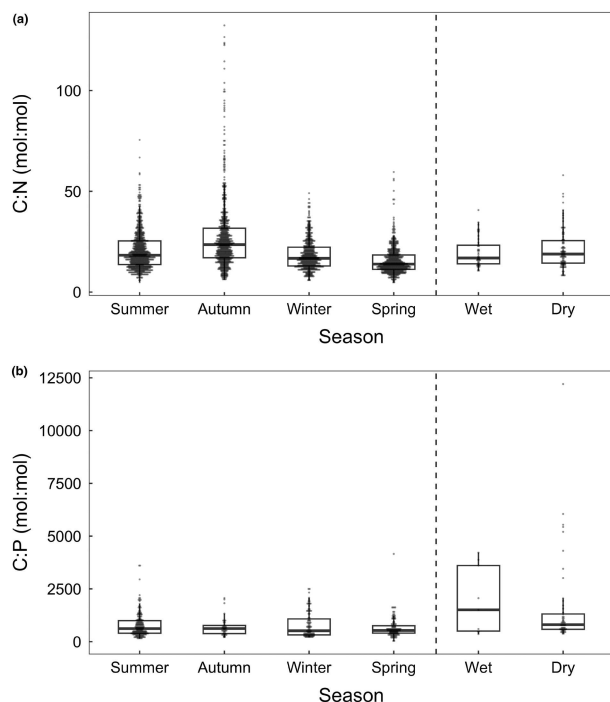 (a)
C:N (mol:mol)
100
50
0
Summer Autumn Winter Spring Wet Dry
Season
(b)
C:P (mol:mol)
12500
10000
7500
5000
2500
0
Summer Autumn Winter Spring Wet Dry
Season